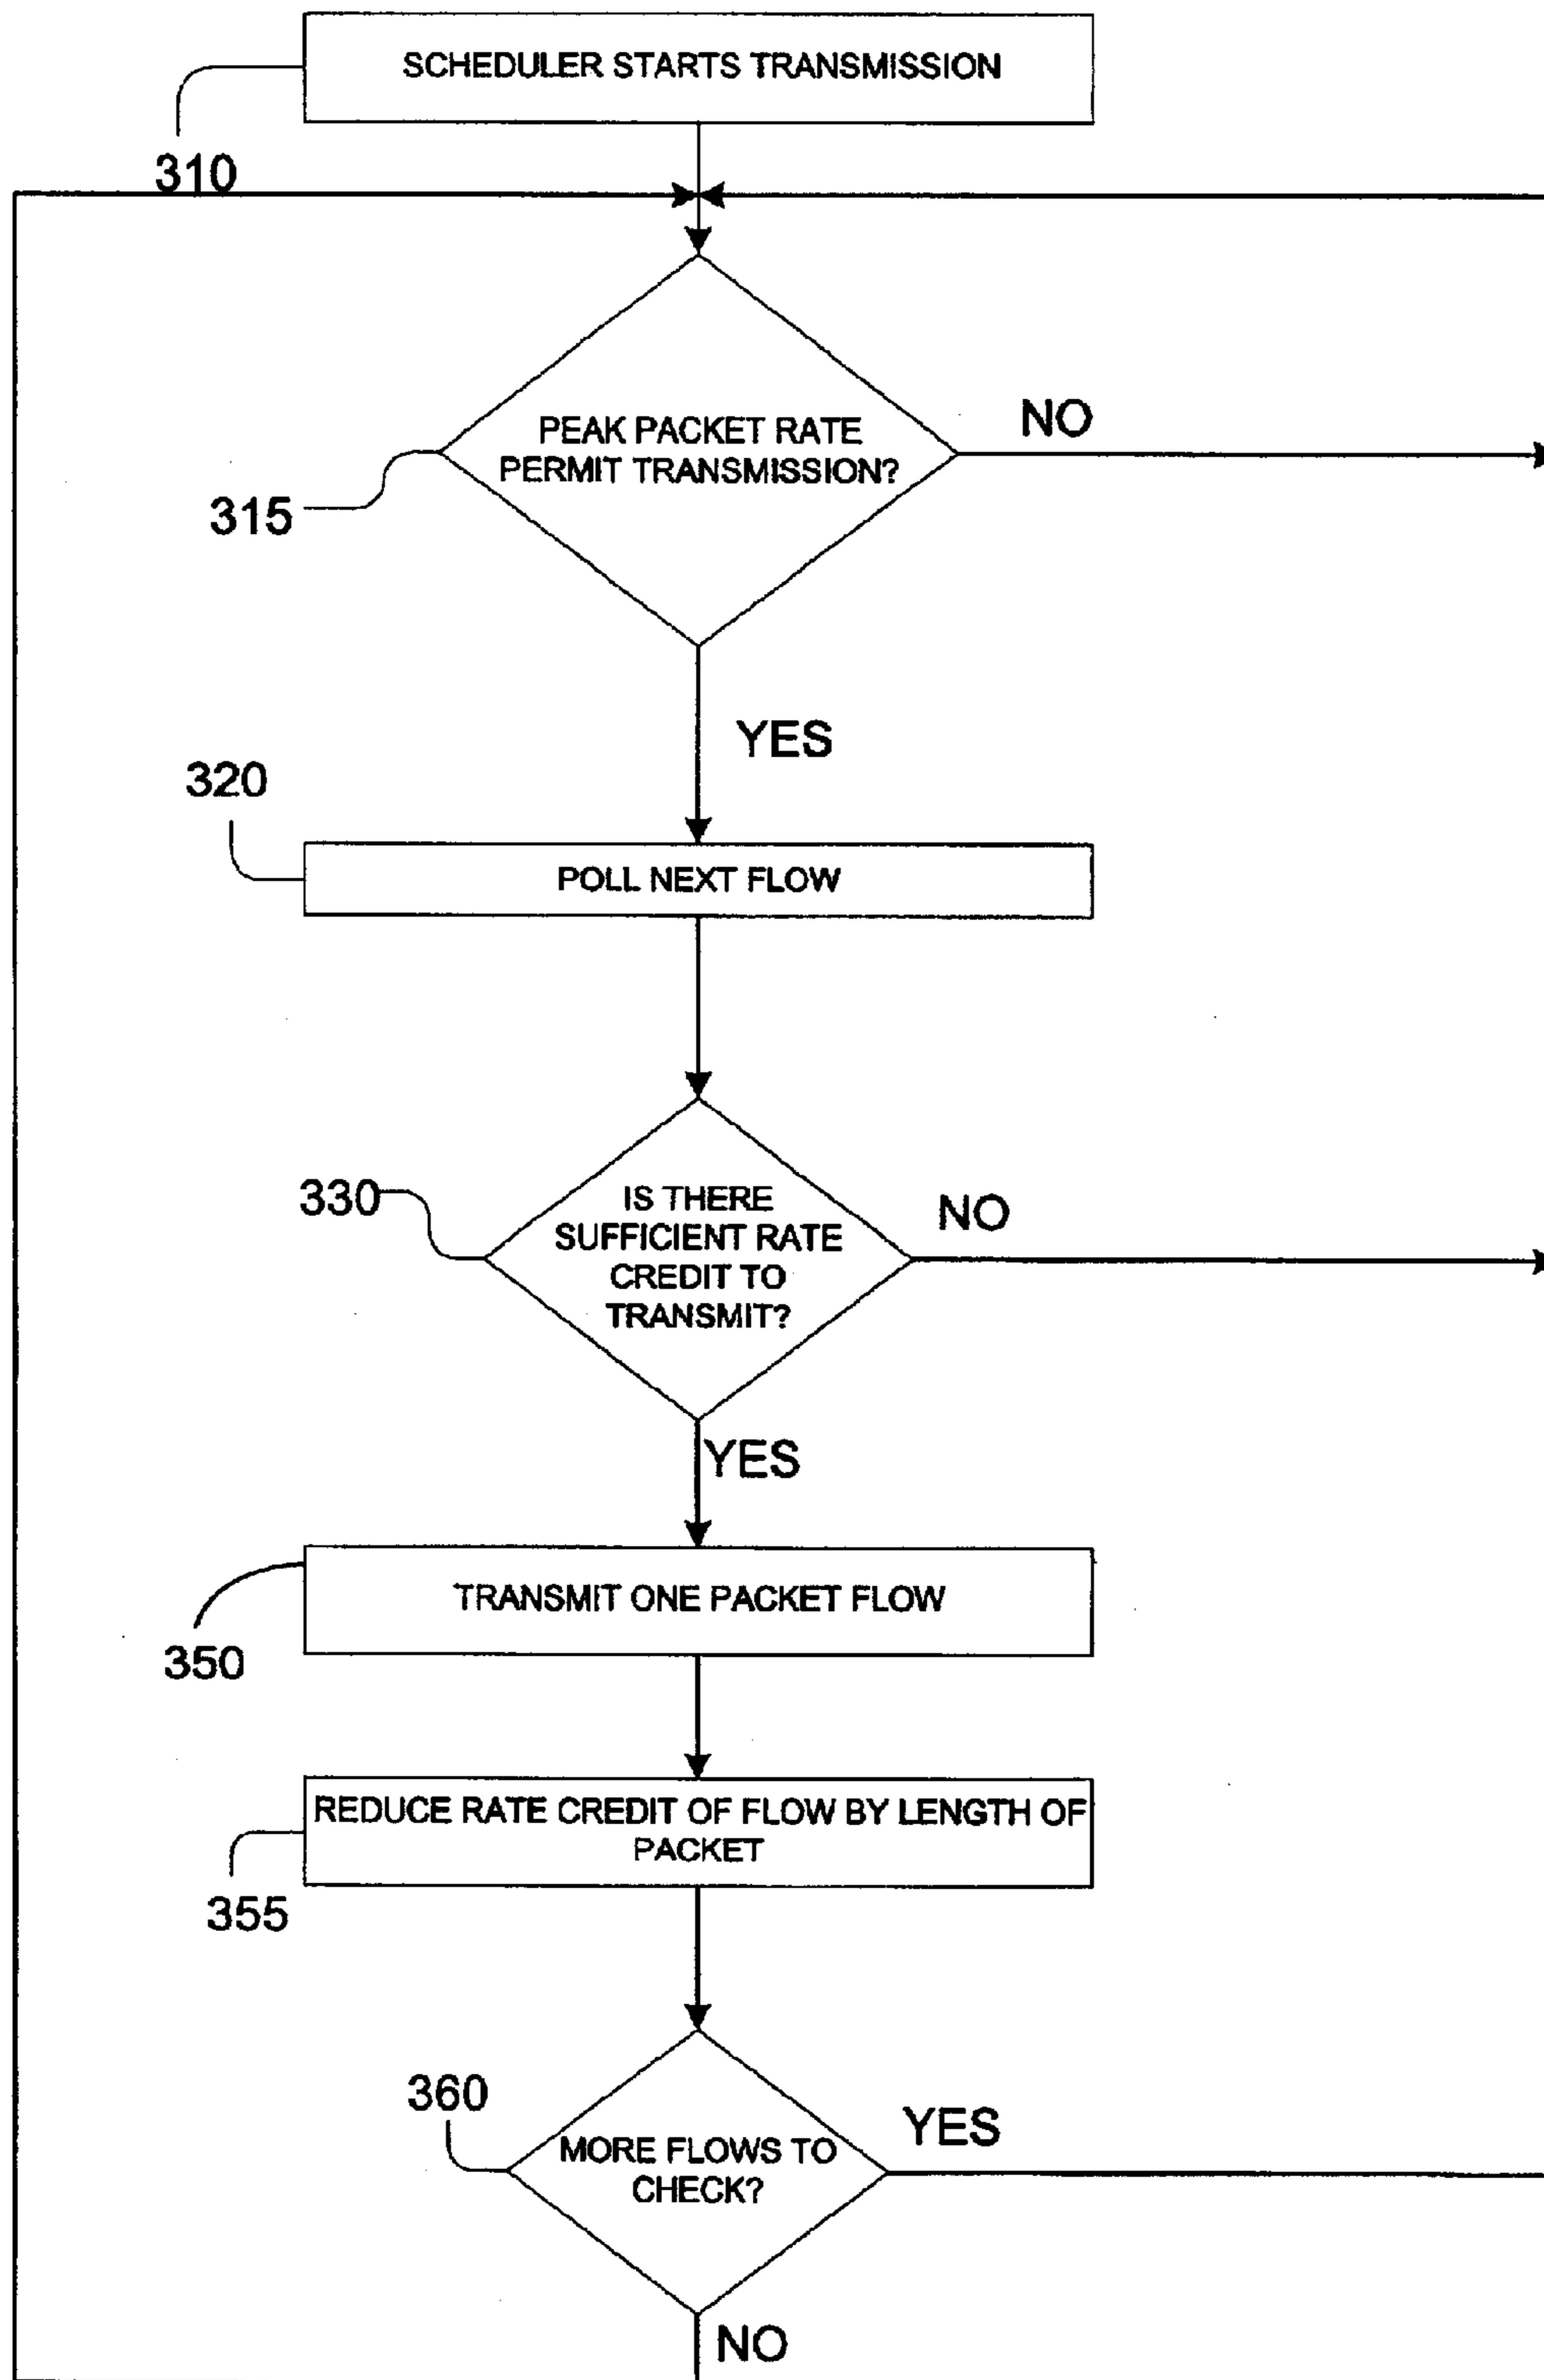 SCHEDULER STARTS TRANSMISSION
310
PEAK PACKET RATE
PERMIT TRANSMISSION?
NO
315
YES
320
POLL NEXT FLOW
330
IS THERE
SUFFICIENT RATE
CREDIT TO
TRANSMIT?
NO
YES
TRANSMIT ONE PACKET FLOW
350
REDUCE RATE CREDIT OF FLOW BY LENGTH OF
PACKET
355
360
MORE FLOWS TO
CHECK?
YES
NO